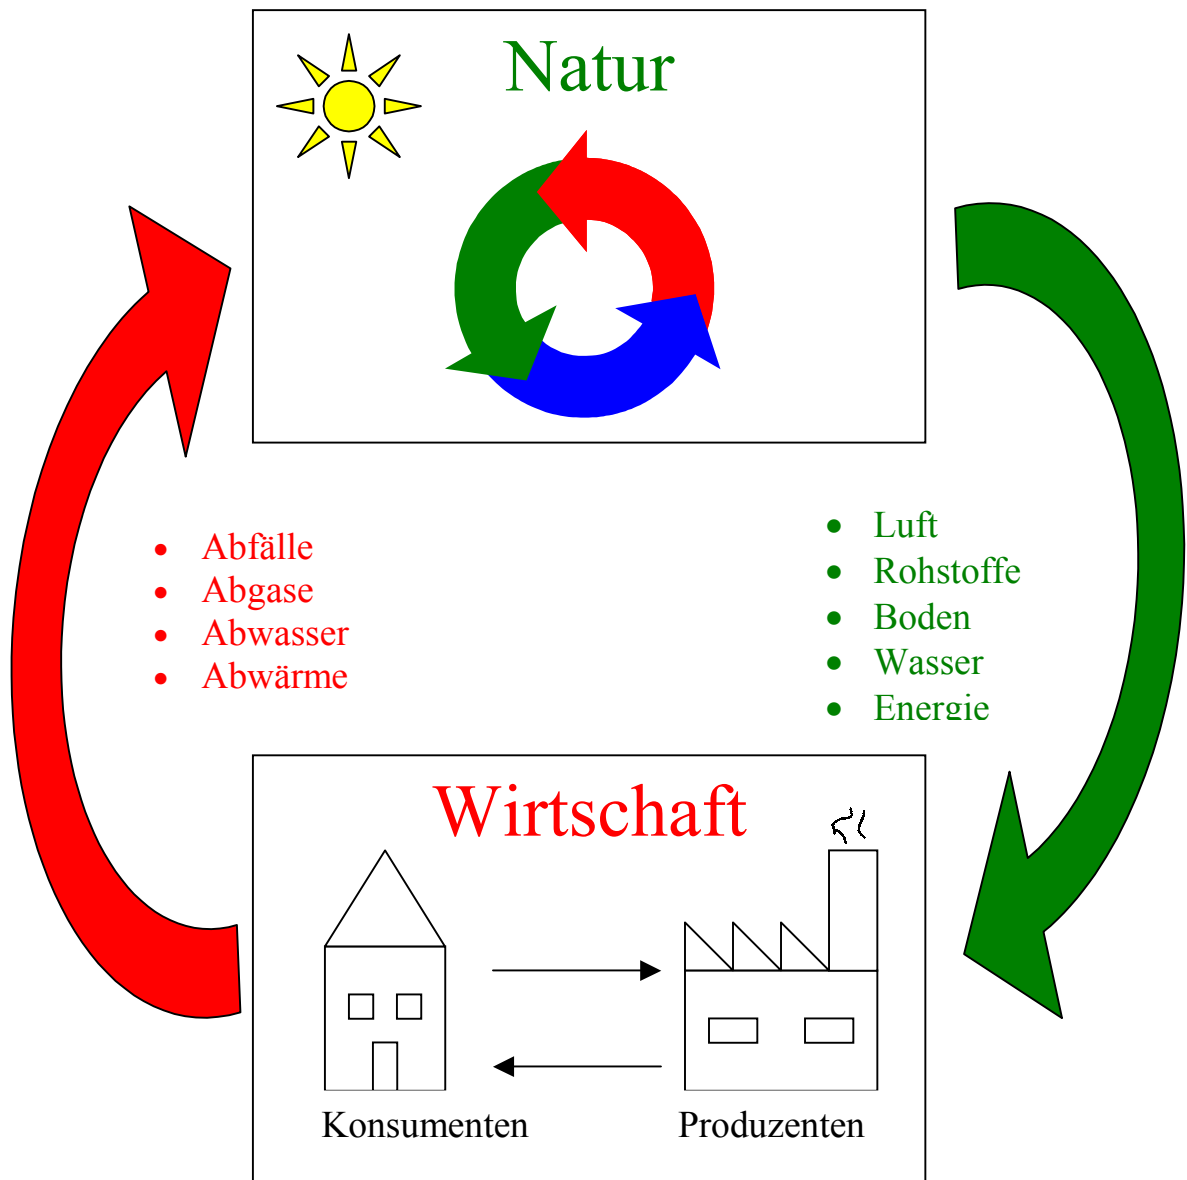 Natur
• Abfälle
• Abgase
• Abwasser
• Abwärme
• Luft
• Rohstoffe
• Boden
• Wasser
• Energie
Wirtschaft
Konsumenten
Produzenten